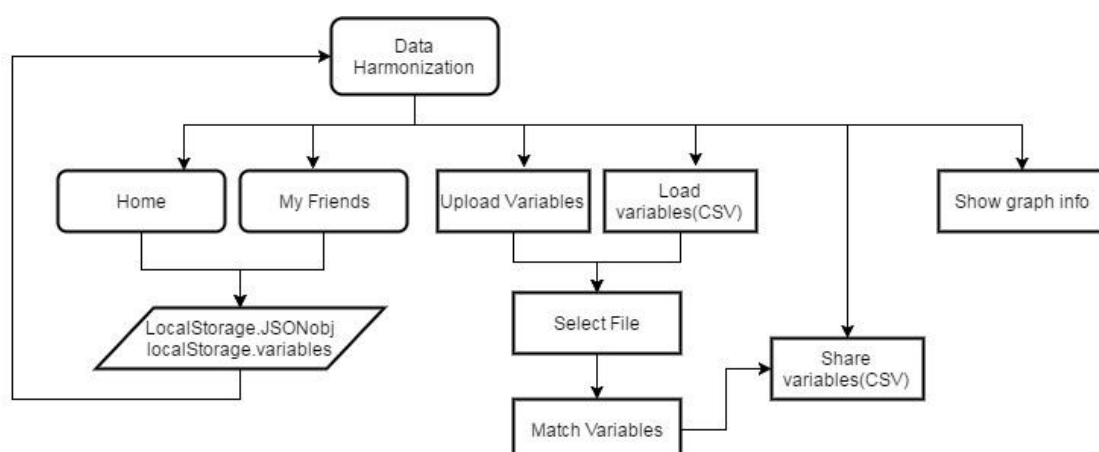 Data
Harmonization
Home
My Friends
Upload Variables
Load
variables(CSV)
Show graph info
LocalStorage.JSONobj
localStorage.variables
Select File
Share
variables(CSV)
Match Variables